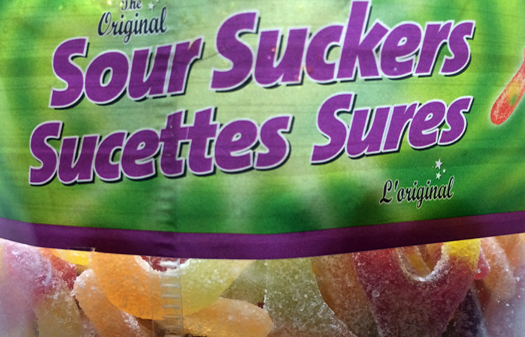 The
Original
Sour Suckers
Sucettes Sures
L'original